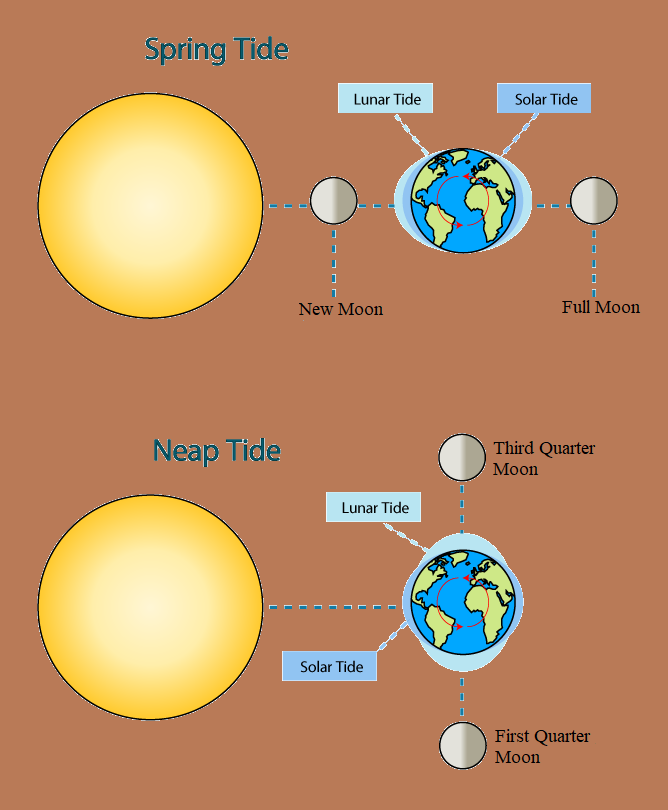 Spring Tide
Lunar Tide
Solar Tide
New Moon
Full Moon
Neap Tide
Third Quarter
Moon
Lunar Tide
Solar Tide
First Quarter
Moon